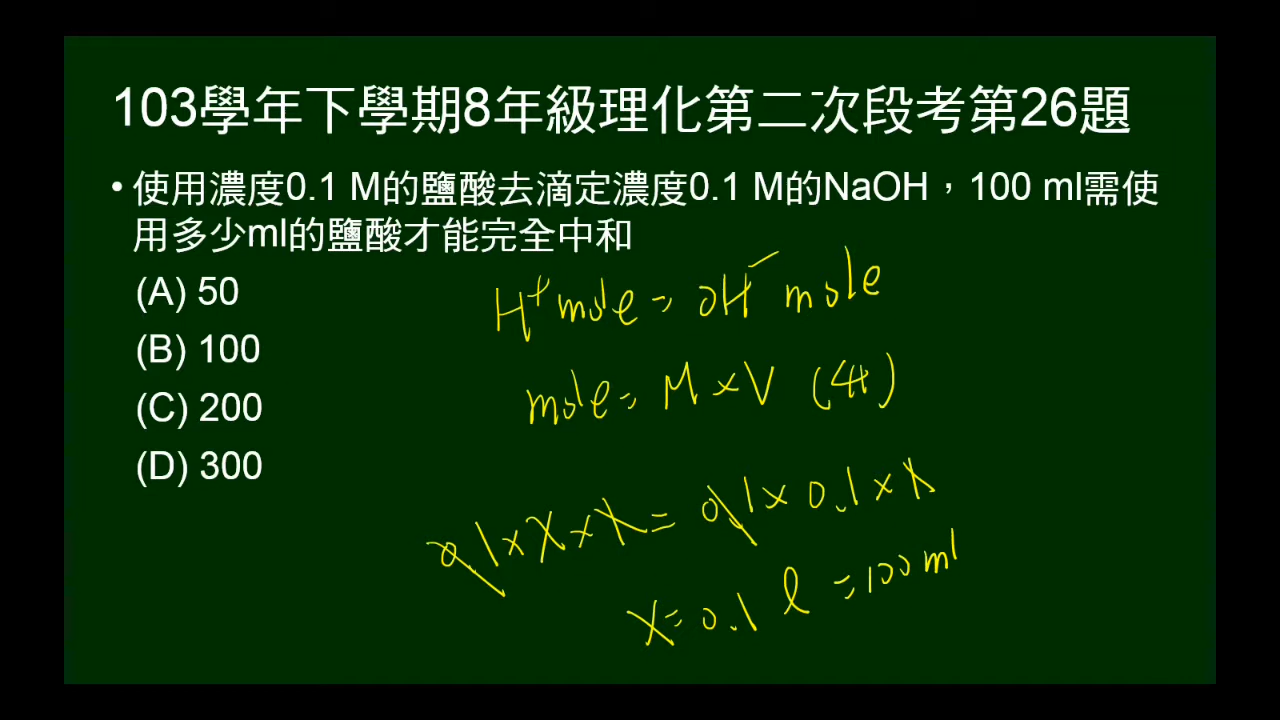 103學年下學期8年級理化第二次段考第26題
• 使用濃度0.1 M的鹽酸去滴定濃度0.1 M的NaOH，100 ml需使
用多少ml的鹽酸才能完全中和
(A) 50
(B) 100
(C) 200
(D) 300
H⁺ mole = OH⁻ mole
mole = M × V (升)
0.1 × X × 1 = 0.1 × 0.1 × 1
X = 0.1 l = 100 ml